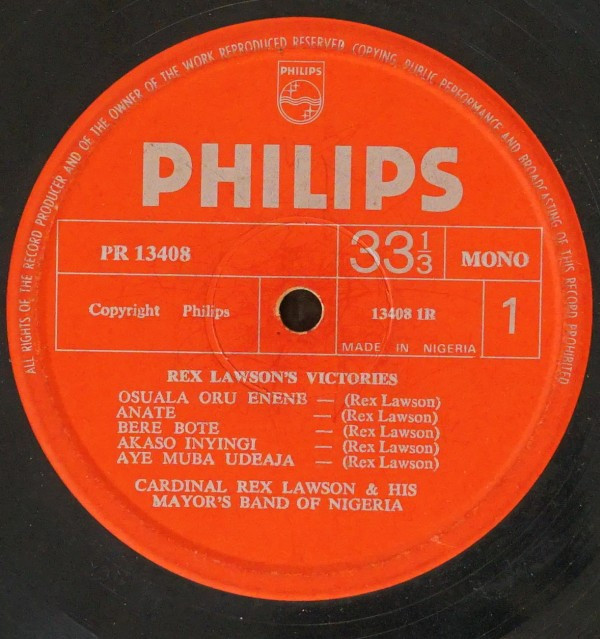 ALL RIGHTS OF THE RECORD PRODUCER AND OF THE OWNER OF THE WORK REPRODUCED RESERVED. COPYING, PUBLIC PERFORMANCE AND BROADCASTING OF THIS RECORD PROHIBITED
PHILIPS
PHILIPS
PR 13408 33 1/3 MONO
Copyright Philips 13408 1R 1
MADE IN NIGERIA
REX LAWSON'S VICTORIES
OSUALA ORU ENENE — (Rex Lawson)
ANATE — (Rex Lawson)
BERE BOTE — (Rex Lawson)
AKASO INYINGI — (Rex Lawson)
AYE MUBA UDEAJA — (Rex Lawson)
CARDINAL REX LAWSON & HIS
MAYOR'S BAND OF NIGERIA